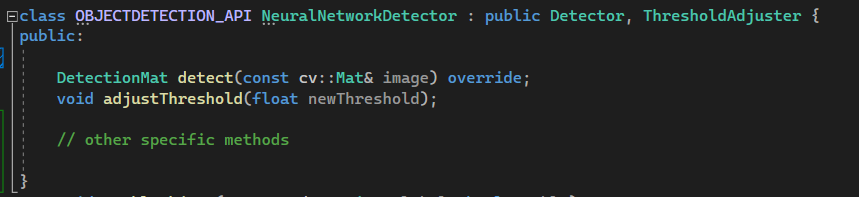 class OBJECTDETECTION_API NeuralNetworkDetector : public Detector, ThresholdAdjuster {
public:
DetectionMat detect(const cv::Mat& image) override;
void adjustThreshold(float newThreshold);
// other specific methods
}